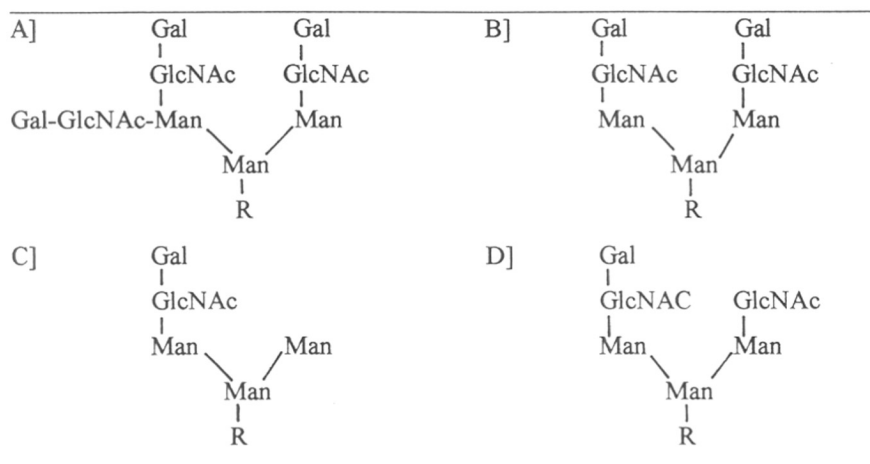 A] Gal Gal B] Gal Gal
GlcNAc GlcNAc GlcNAc GlcNAc
Gal-GlcNAc-Man Man Man Man
Man Man
R R
C] Gal D] Gal
GlcNAc GlcNAC GlcNAc
Man Man Man Man
Man Man
R R